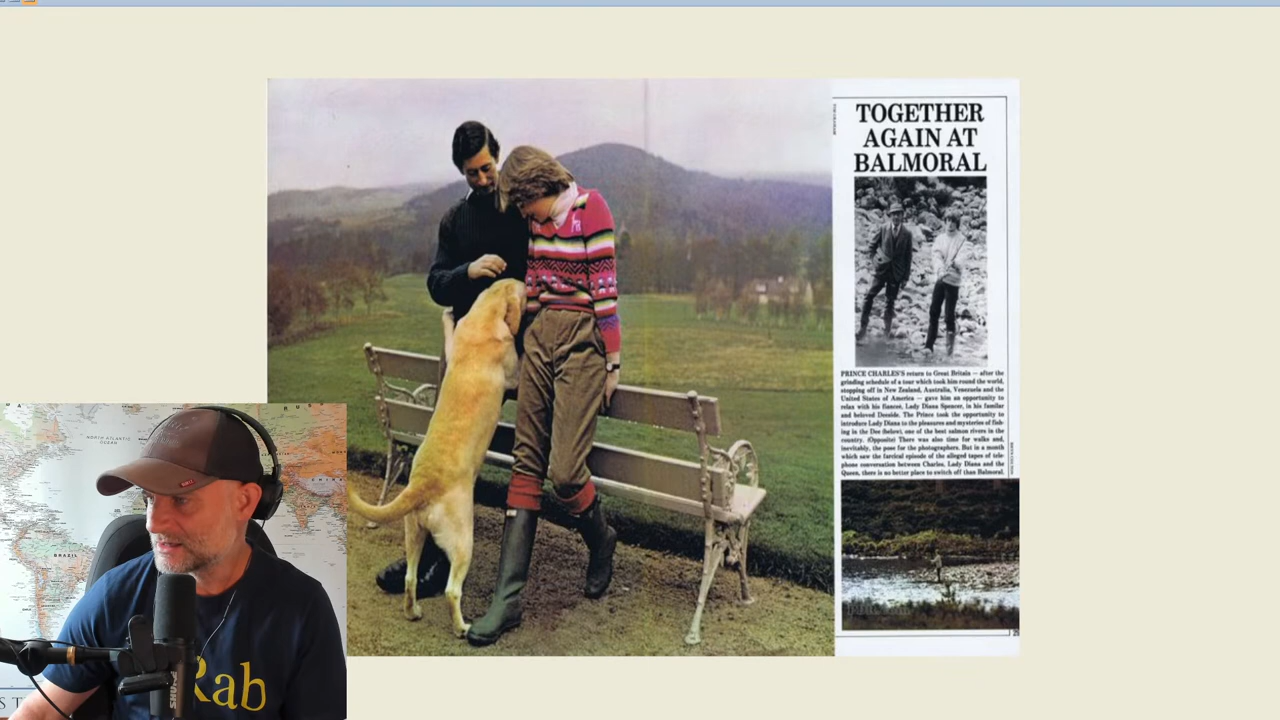 TOGETHER
AGAIN AT
BALMORAL
PRINCE CHARLES'S return to Great Britain — after the
grinding schedule of a tour which took him round the world,
stopping off in New Zealand, Australia, Venezuela and the
United States of America — gave him an opportunity to
relax with his fiancée, Lady Diana Spencer, in his familar
and beloved Deeside. The Prince took the opportunity to
introduce Lady Diana to the pleasures and mysteries of fish-
ing in the Dee (below), one of the best salmon rivers in the
country. (Opposite) There was also time for walks and,
inevitably, the pose for the photographers. But in a month
which saw the farcical episode of the alleged tapes of tele-
phone conversation between Charles, Lady Diana and the
Queen, there is no better place to switch off than Balmoral.
NORTH ATLANTIC
OCEAN
BRAZIL
Rab
SHURE